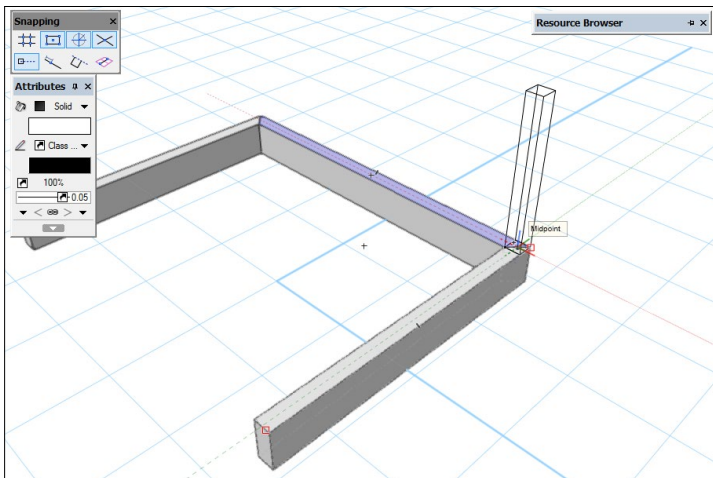 Snapping
Resource Browser
Attributes
Solid
Class ...
100%
0.05
Midpoint